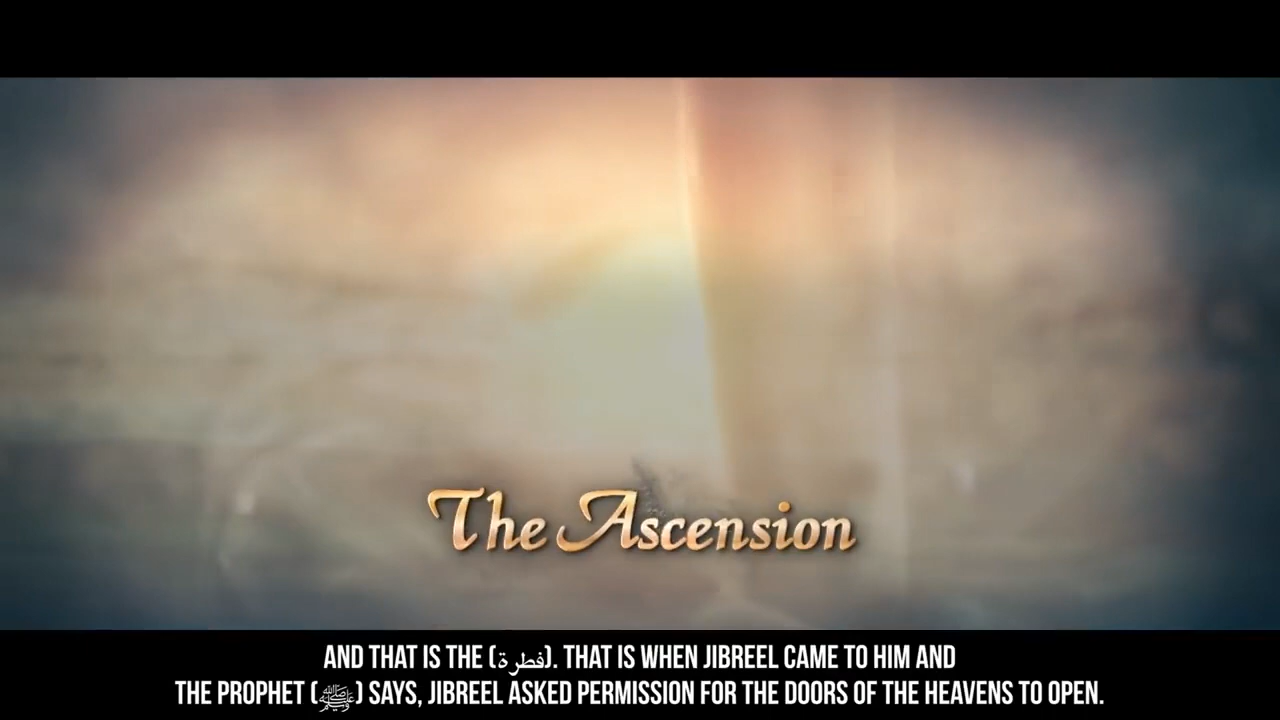 The Ascension
AND THAT IS THE (فطرة). THAT IS WHEN JIBREEL CAME TO HIM AND
THE PROPHET (ﷺ) SAYS, JIBREEL ASKED PERMISSION FOR THE DOORS OF THE HEAVENS TO OPEN.